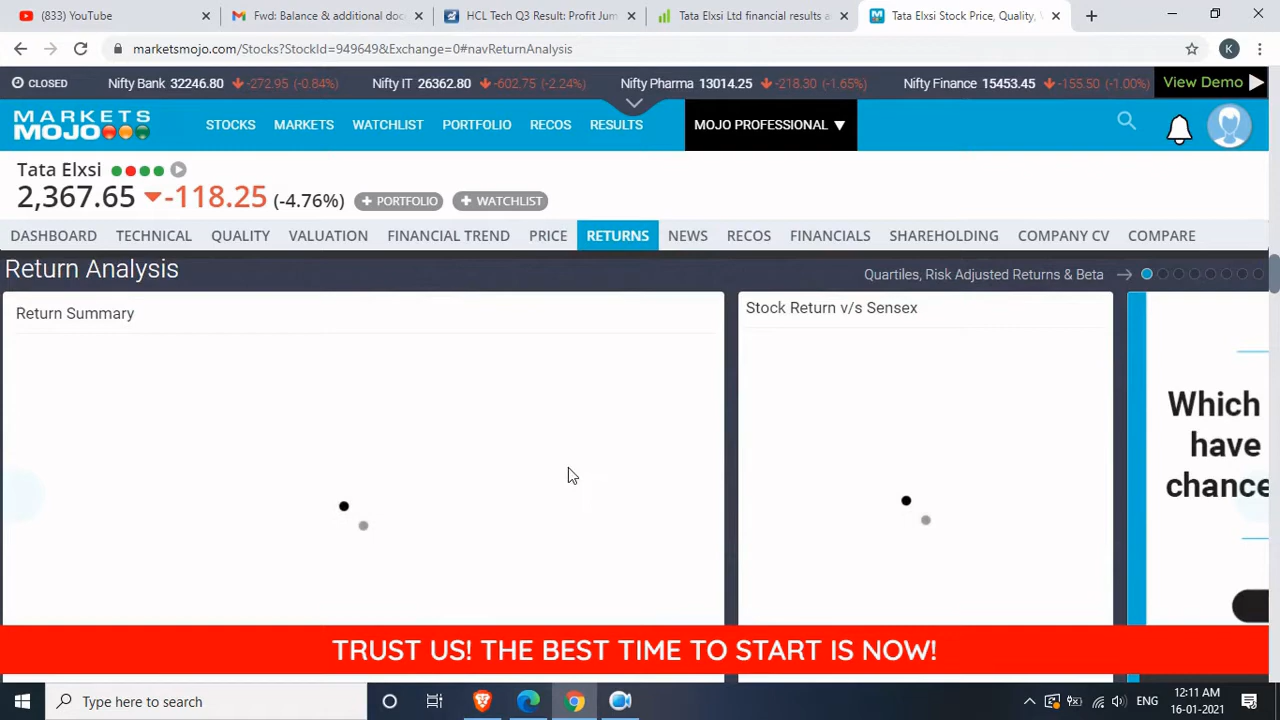 (833) YouTube
Fwd: Balance & additional doc
HCL Tech Q3 Result: Profit Jum
Tata Elxsi Ltd financial results a
Tata Elxsi Stock Price, Quality, V
marketsmojo.com/Stocks?StockId=949649&Exchange=0#navReturnAnalysis
K
CLOSED Nifty Bank 32246.80 -272.95 (-0.84%) Nifty IT 26362.80 -602.75 (-2.24%) Nifty Pharma 13014.25 -218.30 (-1.65%) Nifty Finance 15453.45 -155.50 (-1.00%) View Demo
MARKETS
MOJO
STOCKS MARKETS WATCHLIST PORTFOLIO RECOS RESULTS MOJO PROFESSIONAL
Tata Elxsi
2,367.65 -118.25 (-4.76%) + PORTFOLIO + WATCHLIST
DASHBOARD TECHNICAL QUALITY VALUATION FINANCIAL TREND PRICE RETURNS NEWS RECOS FINANCIALS SHAREHOLDING COMPANY CV COMPARE
Return Analysis
Quartiles, Risk Adjusted Returns & Beta
Return Summary
Stock Return v/s Sensex
Which
have
chance
TRUST US! THE BEST TIME TO START IS NOW!
Type here to search
ENG
12:11 AM
16-01-2021